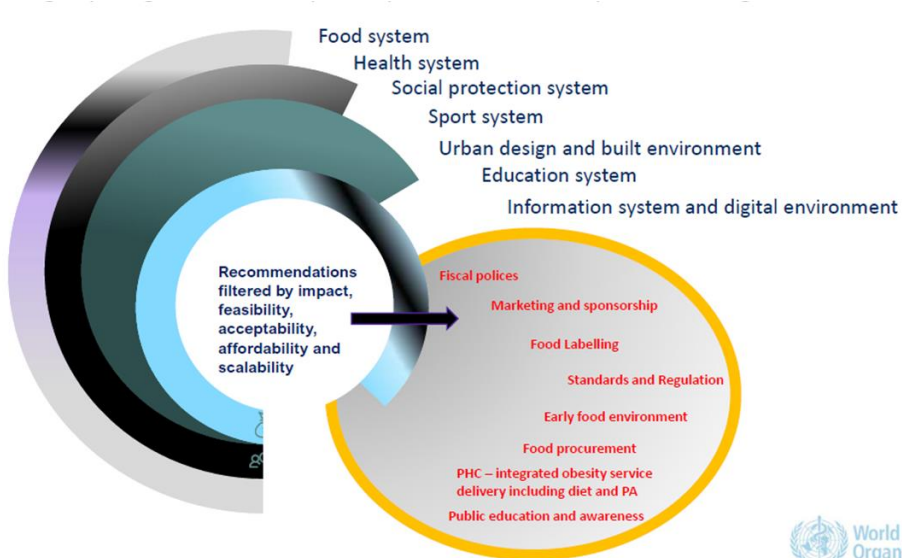 Food system
Health system
Social protection system
Sport system
Urban design and built environment
Education system
Information system and digital environment
Recommendations
filtered by impact,
feasibility,
acceptability,
affordability and
scalability
Fiscal polices
Marketing and sponsorship
Food Labelling
Standards and Regulation
Early food environment
Food procurement
PHC – integrated obesity service
delivery including diet and PA
Public education and awareness
World
Organ